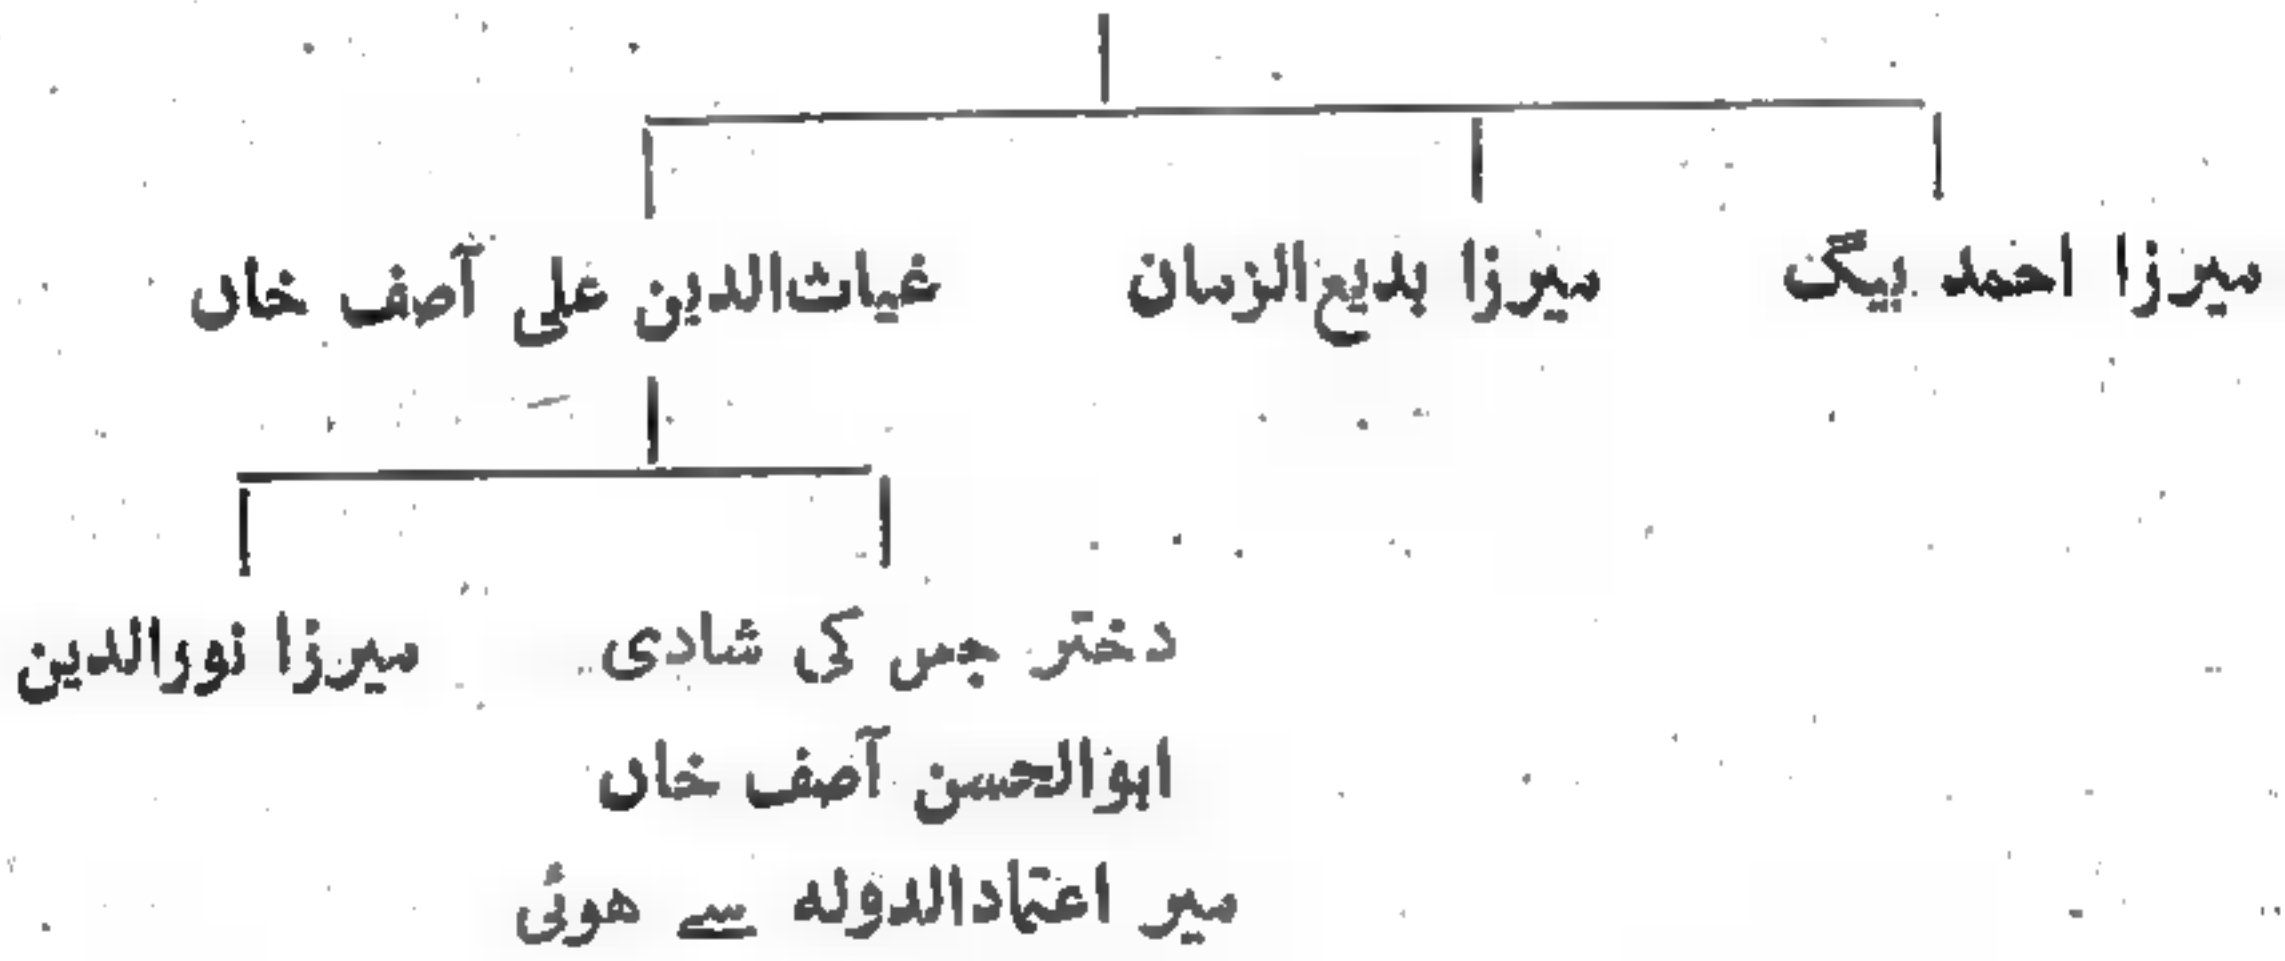 میرزا احمد بیگ میرزا بدیع‌الزمان غیاث‌الدین علی آصف خاں
دختر جس کی شادی میرزا نورالدین
ابوالحسن آصف خاں
میر اعتمادالدولہ سے ھوئی